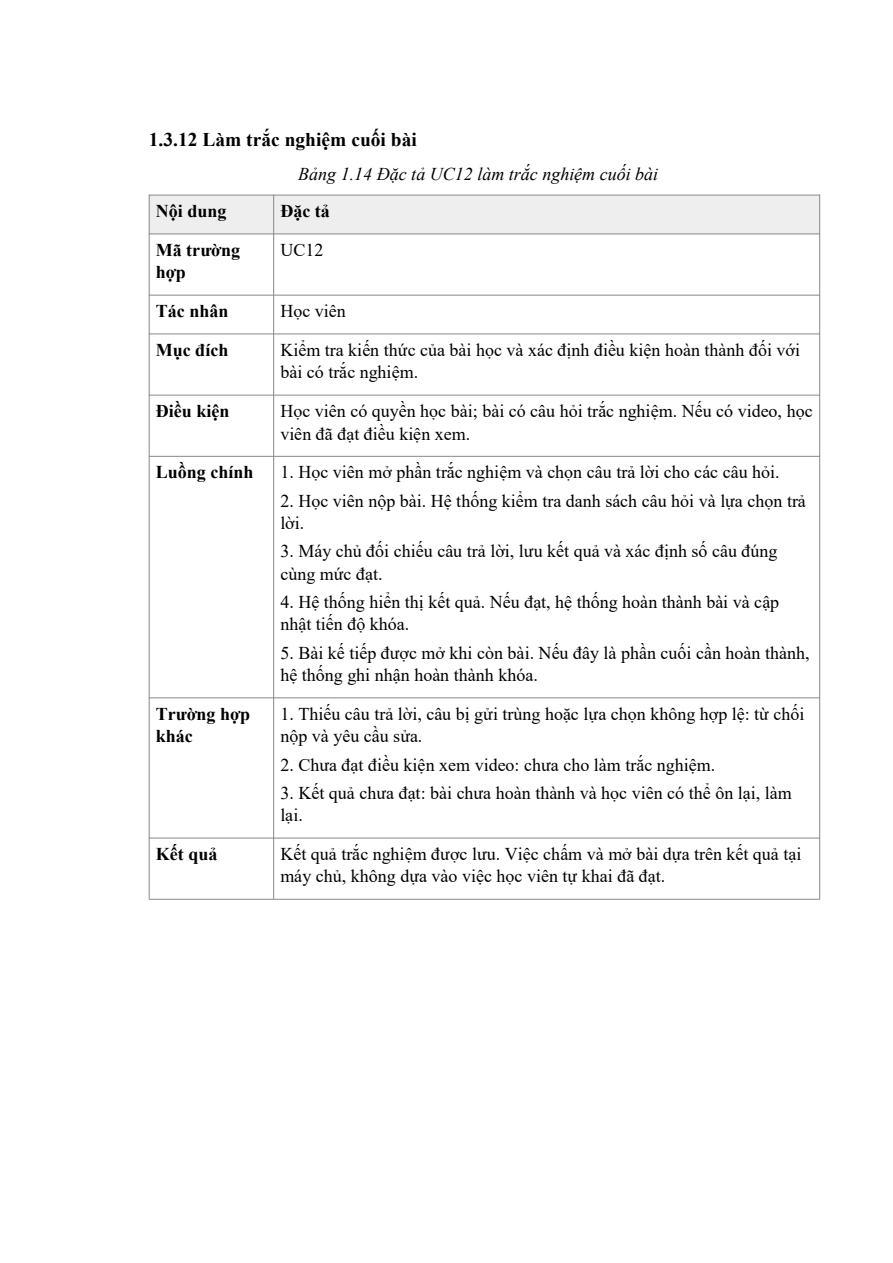 1.3.12 Làm trắc nghiệm cuối bài
Bảng 1.14 Đặc tả UC12 làm trắc nghiệm cuối bài
Nội dung
Đặc tả
Mã trường
hợp
UC12
Tác nhân
Học viên
Mục đích
Kiểm tra kiến thức của bài học và xác định điều kiện hoàn thành đối với
bài có trắc nghiệm.
Điều kiện
Học viên có quyền học bài; bài có câu hỏi trắc nghiệm. Nếu có video, học
viên đã đạt điều kiện xem.
Luồng chính
1. Học viên mở phần trắc nghiệm và chọn câu trả lời cho các câu hỏi.
2. Học viên nộp bài. Hệ thống kiểm tra danh sách câu hỏi và lựa chọn trả
lời.
3. Máy chủ đối chiếu câu trả lời, lưu kết quả và xác định số câu đúng
cùng mức đạt.
4. Hệ thống hiển thị kết quả. Nếu đạt, hệ thống hoàn thành bài và cập
nhật tiến độ khóa.
5. Bài kế tiếp được mở khi còn bài. Nếu đây là phần cuối cần hoàn thành,
hệ thống ghi nhận hoàn thành khóa.
Trường hợp
khác
1. Thiếu câu trả lời, câu bị gửi trùng hoặc lựa chọn không hợp lệ: từ chối
nộp và yêu cầu sửa.
2. Chưa đạt điều kiện xem video: chưa cho làm trắc nghiệm.
3. Kết quả chưa đạt: bài chưa hoàn thành và học viên có thể ôn lại, làm
lại.
Kết quả
Kết quả trắc nghiệm được lưu. Việc chấm và mở bài dựa trên kết quả tại
máy chủ, không dựa vào việc học viên tự khai đã đạt.